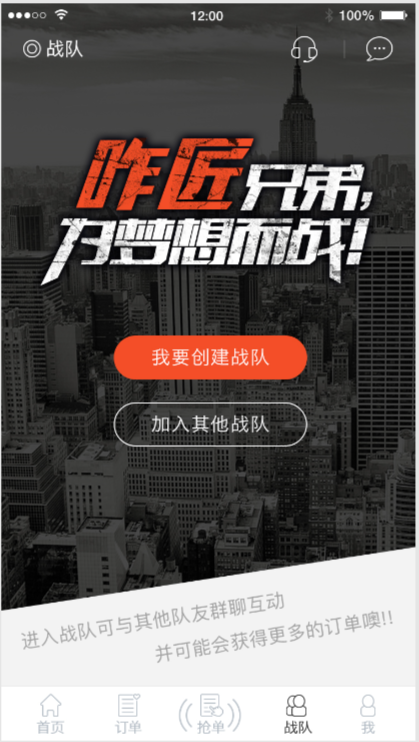 12:00
100%
战队
咋匠兄弟,
为梦想而战!
我要创建战队
加入其他战队
进入战队可与其他队友群聊互动
并可能会获得更多的订单噢!!
首页
订单
抢单
战队
我